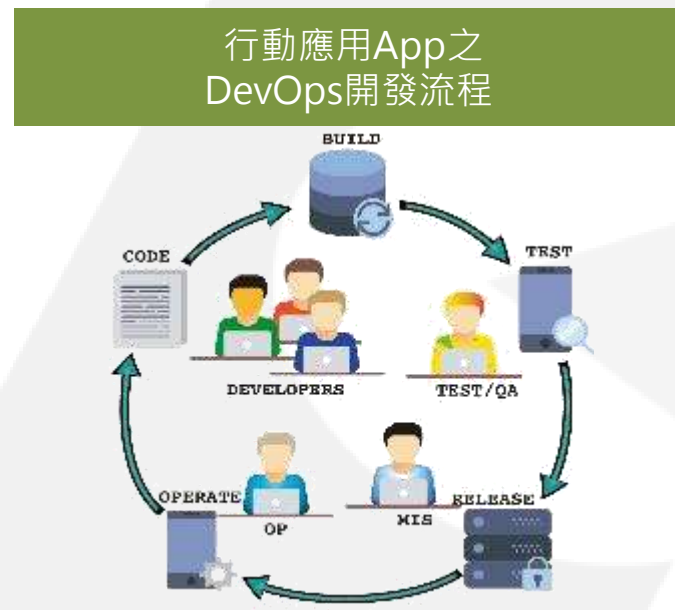 行動應用App之
DevOps開發流程
BUILD
CODE
TEST
DEVELOPERS
TEST/QA
OPERATE
RELEASE
OP
MIS